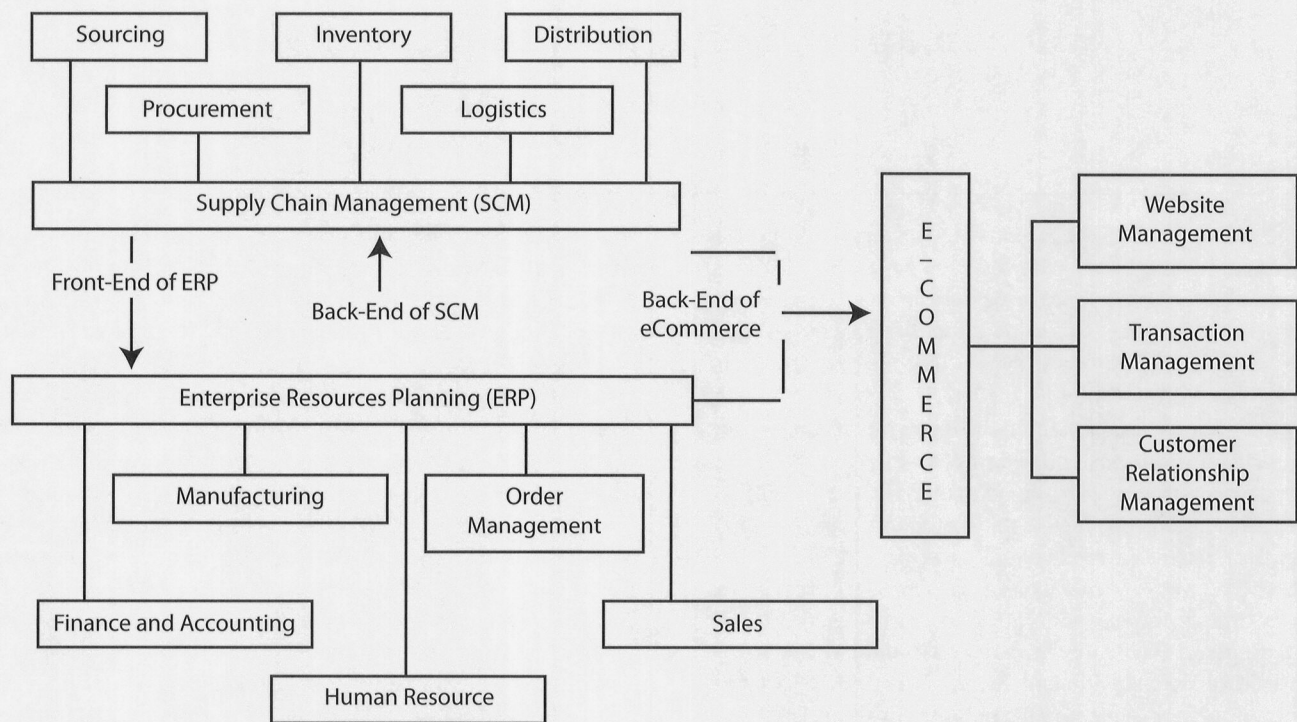 Sourcing
Inventory
Distribution
Procurement
Logistics
Supply Chain Management (SCM)
Front-End of ERP
Back-End of SCM
Back-End of
eCommerce
E-COMMERCE
Website
Management
Transaction
Management
Customer
Relationship
Management
Enterprise Resources Planning (ERP)
Manufacturing
Order
Management
Finance and Accounting
Sales
Human Resource